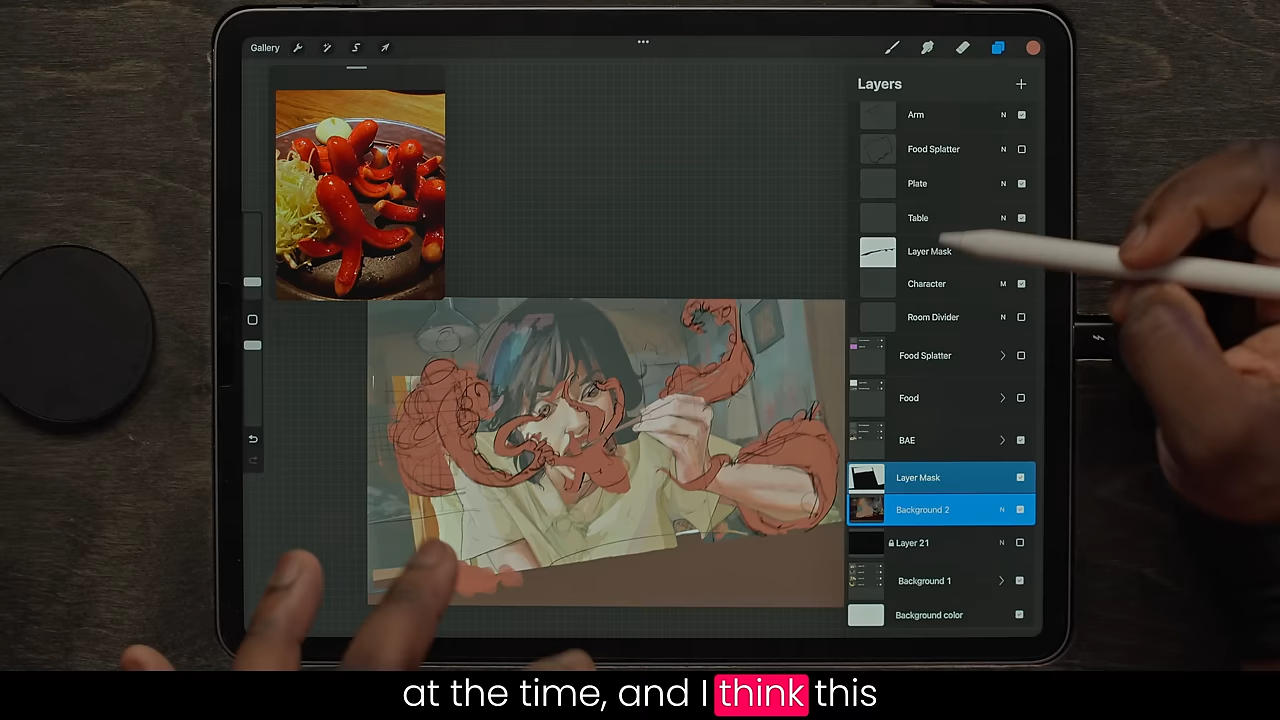 Gallery
Layers
Arm N
Food Splatter N
Plate N
Table N
Layer Mask
Character M
Room Divider N
Food Splatter
Food
BAE
Layer Mask
Background 2 N
Layer 21 N
Background 1
Background color
at the time, and I think this